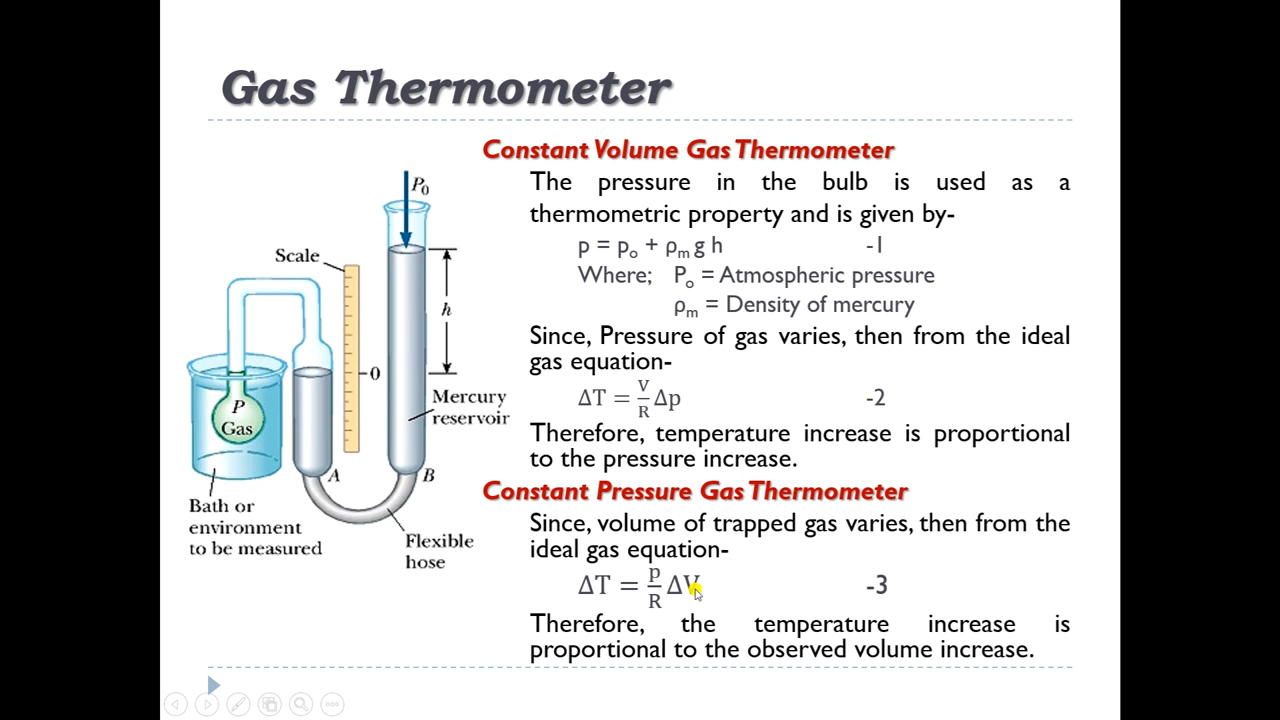 Gas Thermometer
Constant Volume Gas Thermometer
The pressure in the bulb is used as a
thermometric property and is given by-
p = pₒ + ρₘ g h -1
Where; Pₒ = Atmospheric pressure
ρₘ = Density of mercury
Since, Pressure of gas varies, then from the ideal
gas equation-
ΔT = V/R Δp -2
Therefore, temperature increase is proportional
to the pressure increase.
Constant Pressure Gas Thermometer
Since, volume of trapped gas varies, then from the
ideal gas equation-
ΔT = p/R ΔV -3
Therefore, the temperature increase is
proportional to the observed volume increase.
P₀
Scale
h
0
P
Gas
Mercury
reservoir
A
B
Bath or
environment
to be measured
Flexible
hose